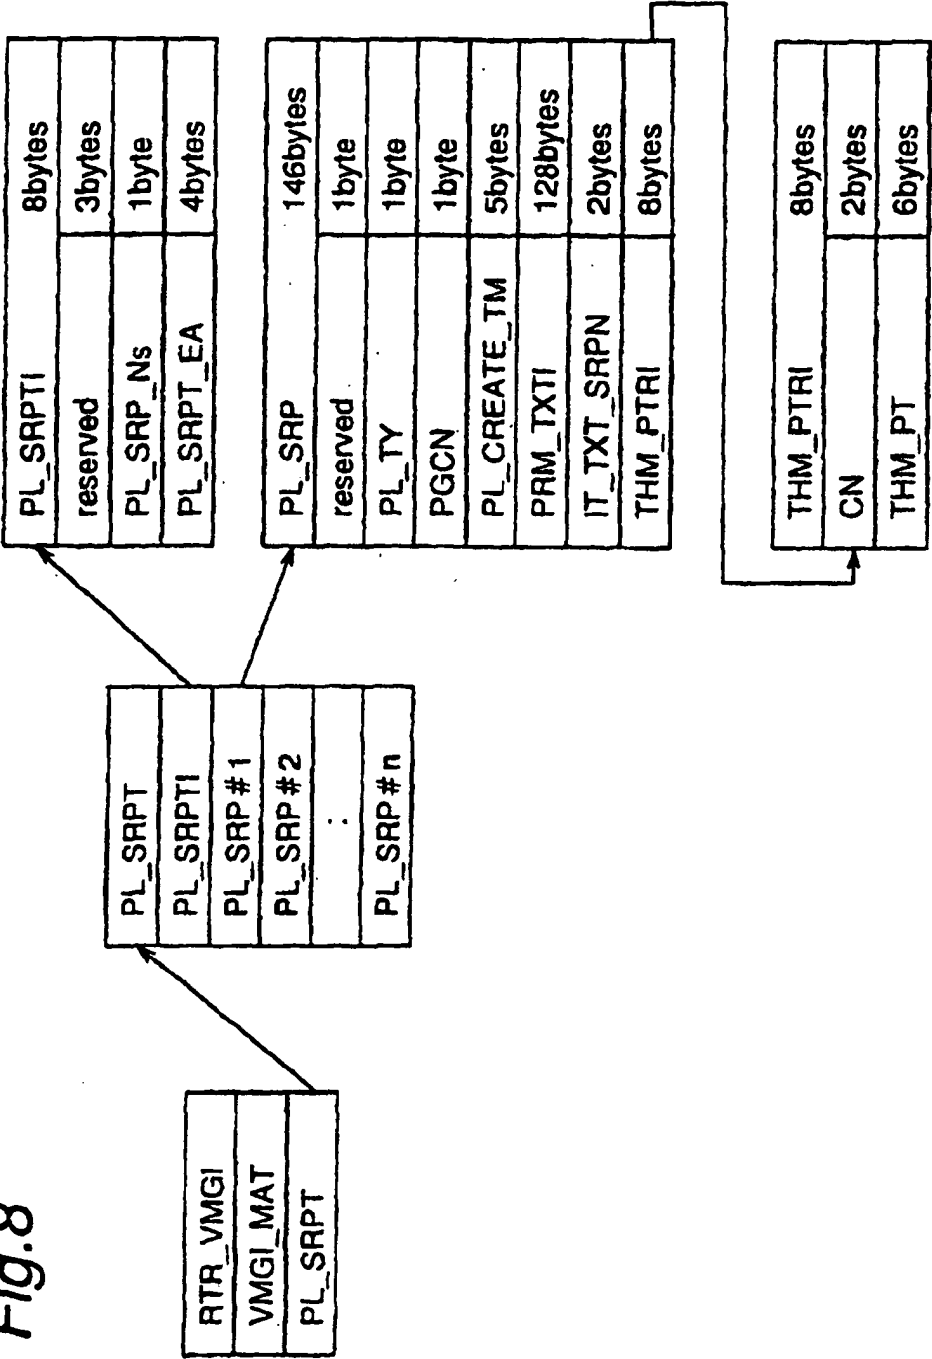 Fig.8
RTR_VMGI
VMGI_MAT
PL_SRPT
PL_SRPT
PL_SRPTI
PL_SRP#1
PL_SRP#2
:
PL_SRP#n
PL_SRPTI 8bytes
reserved 3bytes
PL_SRP_Ns 1byte
PL_SRPT_EA 4bytes
PL_SRP 146bytes
reserved 1byte
PL_TY 1byte
PGCN 1byte
PL_CREATE_TM 5bytes
PRM_TXTI 128bytes
IT_TXT_SRPN 2bytes
THM_PTRI 8bytes
THM_PTRI 8bytes
CN 2bytes
THM_PT 6bytes